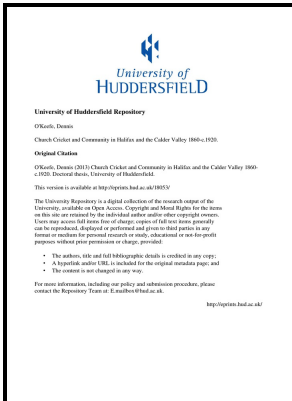 University of
HUDDERSFIELD
University of Huddersfield Repository
O'Keefe, Dennis
Church Cricket and Community in Halifax and the Calder Valley 1860-c.1920.
Original Citation
O'Keefe, Dennis (2013) Church Cricket and Community in Halifax and the Calder Valley 1860-
c.1920. Doctoral thesis, University of Huddersfield.
This version is available at http://eprints.hud.ac.uk/18053/
The University Repository is a digital collection of the research output of the
University, available on Open Access. Copyright and Moral Rights for the items
on this site are retained by the individual author and/or other copyright owners.
Users may access full items free of charge; copies of full text items generally
can be reproduced, displayed or performed and given to third parties in any
format or medium for personal research or study, educational or not-for-profit
purposes without prior permission or charge, provided:
• The authors, title and full bibliographic details is credited in any copy;
• A hyperlink and/or URL is included for the original metadata page; and
• The content is not changed in any way.
For more information, including our policy and submission procedure, please
contact the Repository Team at: E.mailbox@hud.ac.uk.
http://eprints.hud.ac.uk/